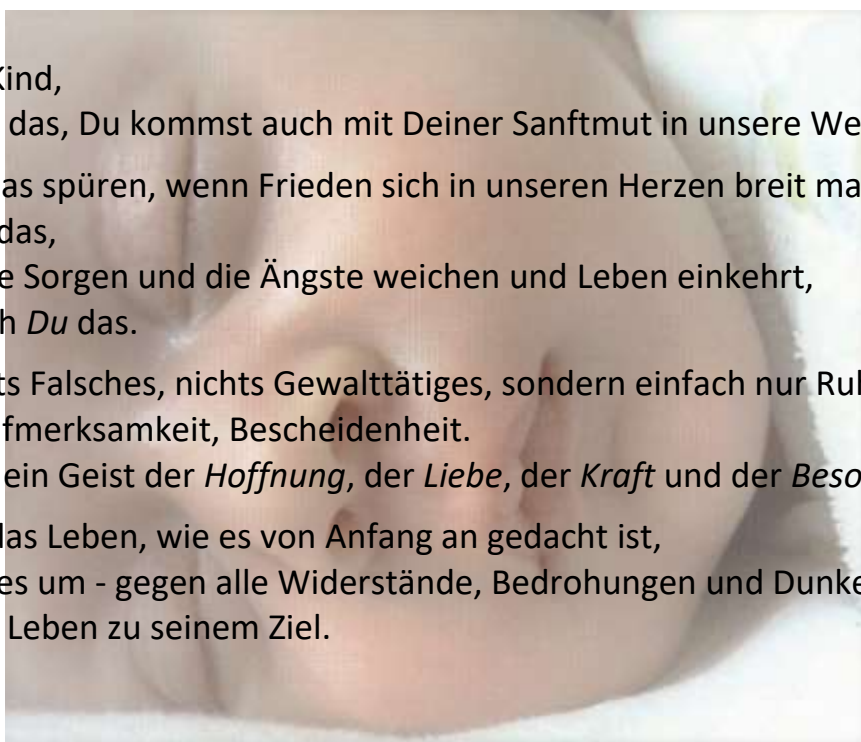 Kind,
das, Du kommst auch mit Deiner Sanftmut in unsere We
as spüren, wenn Frieden sich in unseren Herzen breit ma
das,
e Sorgen und die Ängste weichen und Leben einkehrt,
h Du das.
ts Falsches, nichts Gewalttätiges, sondern einfach nur Ruh
fmerksamkeit, Bescheidenheit.
ein Geist der Hoffnung, der Liebe, der Kraft und der Beso
das Leben, wie es von Anfang an gedacht ist,
es um - gegen alle Widerstände, Bedrohungen und Dunke
Leben zu seinem Ziel.